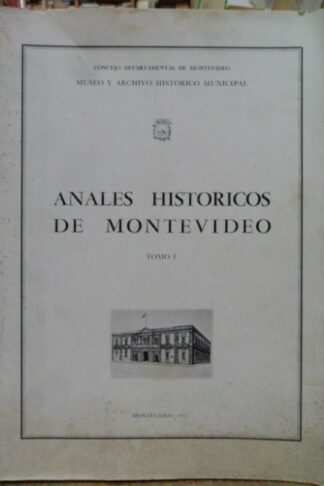 CONCEJO DEPARTAMENTAL DE MONTEVIDEO
MUSEO Y ARCHIVO HISTORICO MUNICIPAL
ANALES HISTORICOS
DE MONTEVIDEO
TOMO I
MONTEVIDEO